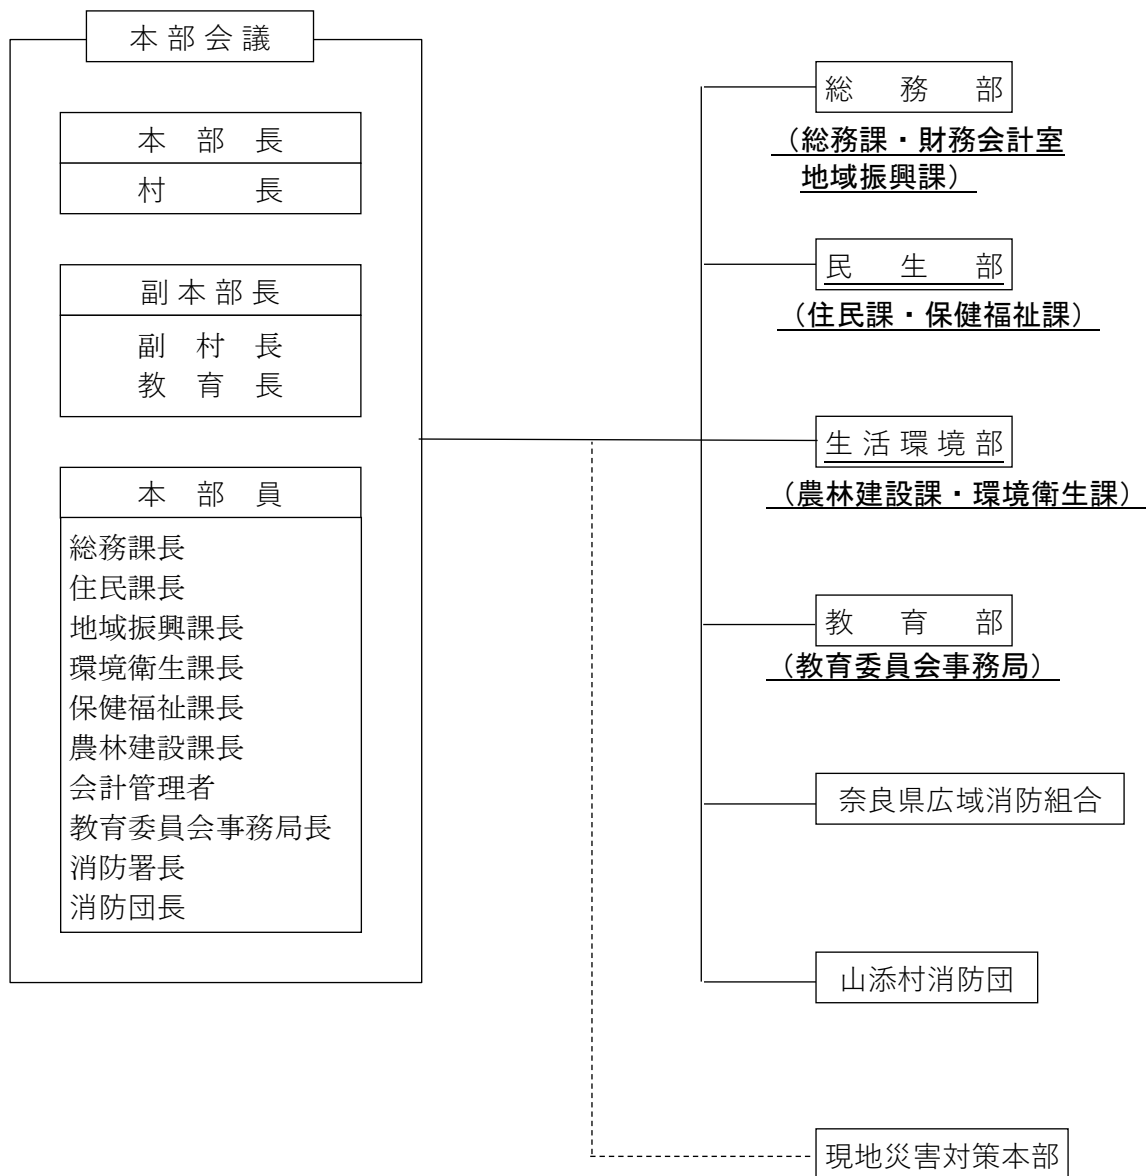 本部会議
本部長
村長
副本部長
副村長
教育長
本部員
総務課長
住民課長
地域振興課長
環境衛生課長
保健福祉課長
農林建設課長
会計管理者
教育委員会事務局長
消防署長
消防団長
総務部
（総務課・財務会計室
地域振興課）
民生部
（住民課・保健福祉課）
生活環境部
（農林建設課・環境衛生課）
教育部
（教育委員会事務局）
奈良県広域消防組合
山添村消防団
現地災害対策本部